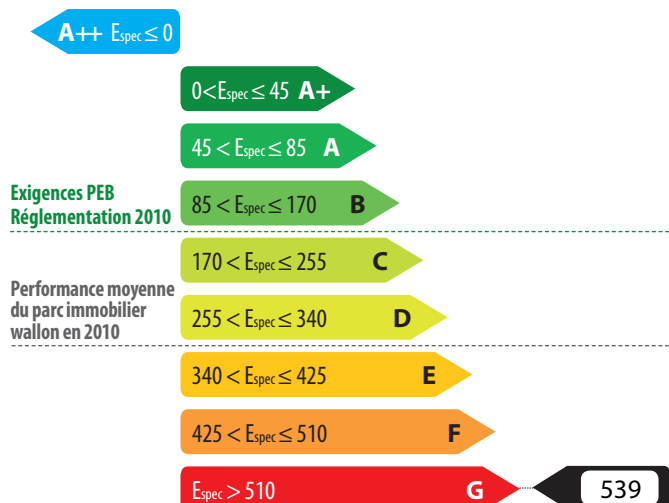 A++ Espec ≤ 0
0<Espec ≤ 45 A+
45 < Espec ≤ 85 A
Exigences PEB
Réglementation 2010
85 < Espec ≤ 170 B
170 < Espec ≤ 255 C
Performance moyenne
du parc immobilier
wallon en 2010
255 < Espec ≤ 340 D
340 < Espec ≤ 425 E
425 < Espec ≤ 510 F
Espec > 510 G 539